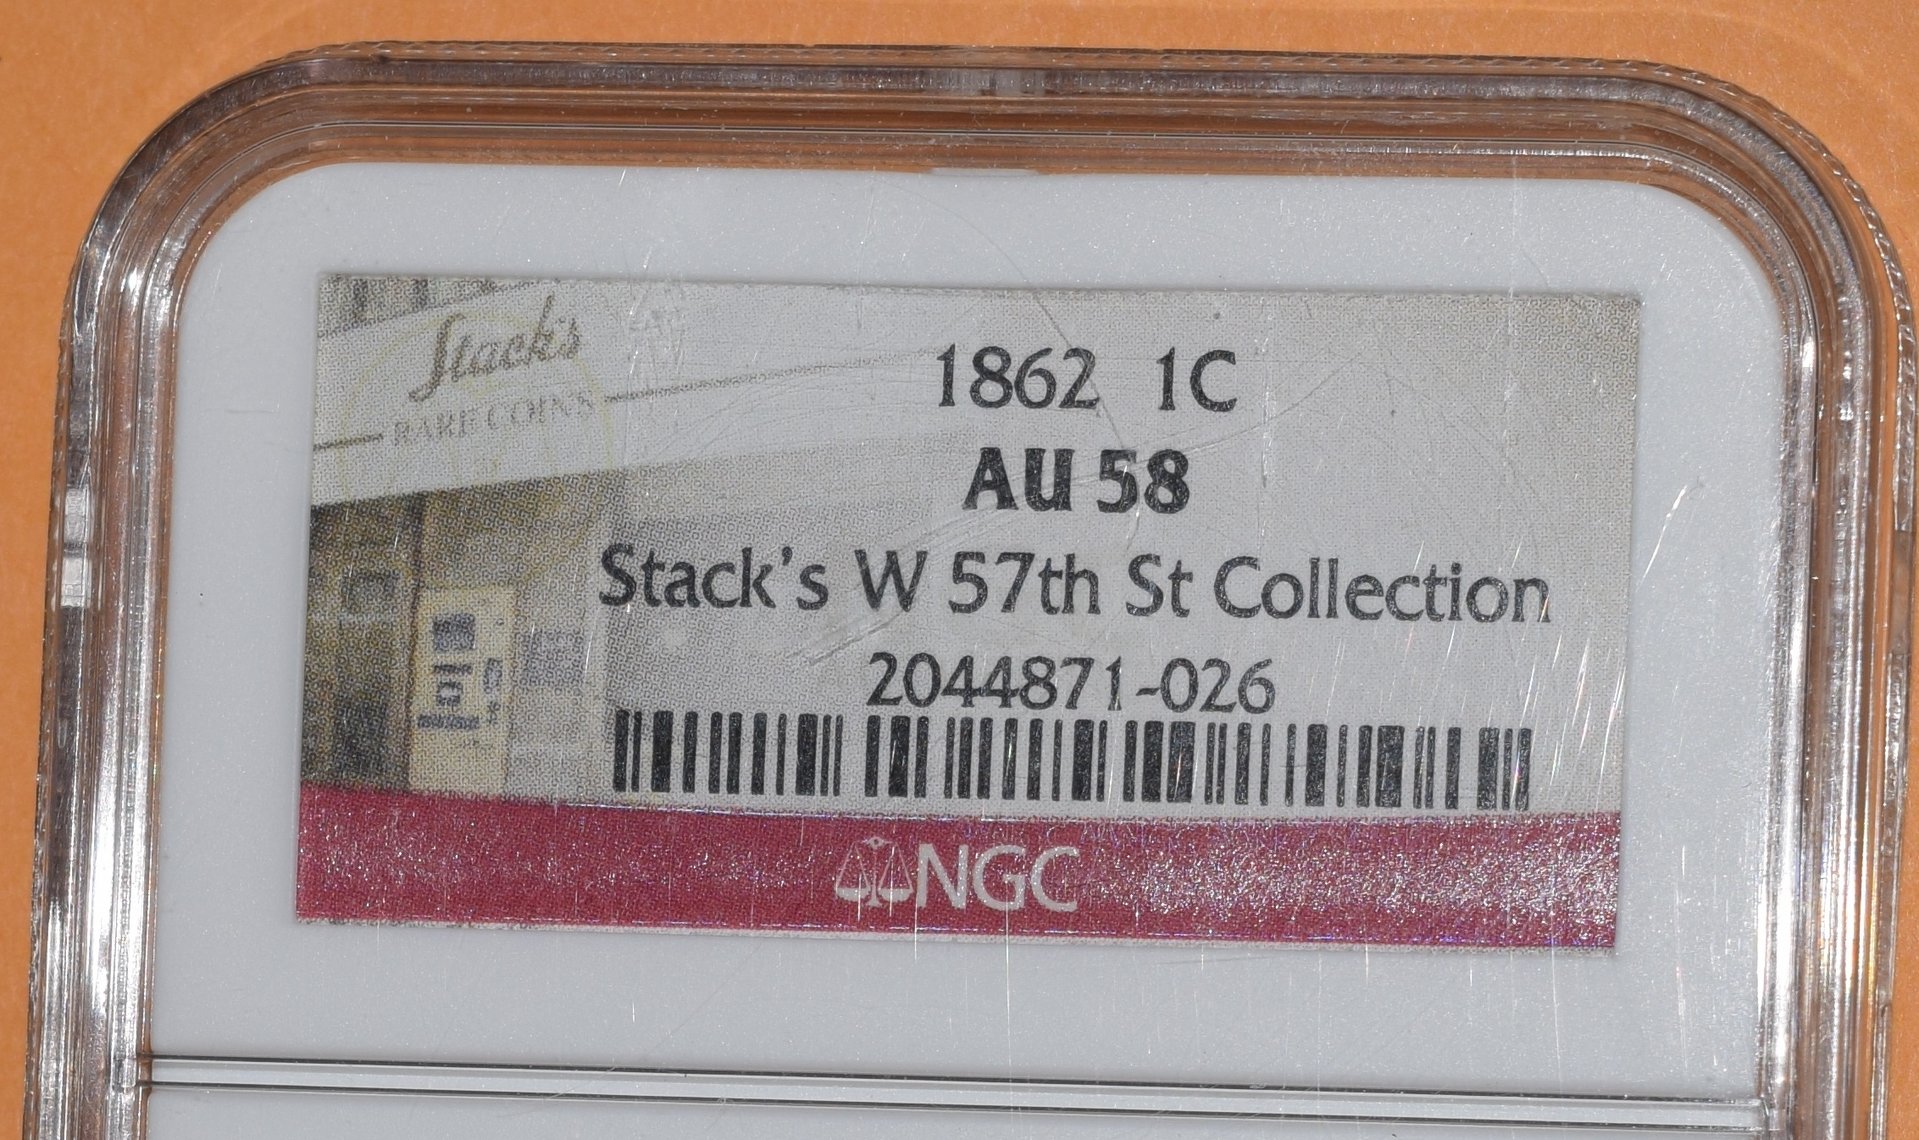 Stack's
RARE COINS
1862 1C
AU 58
Stack's W 57th St Collection
2044871-026
NGC